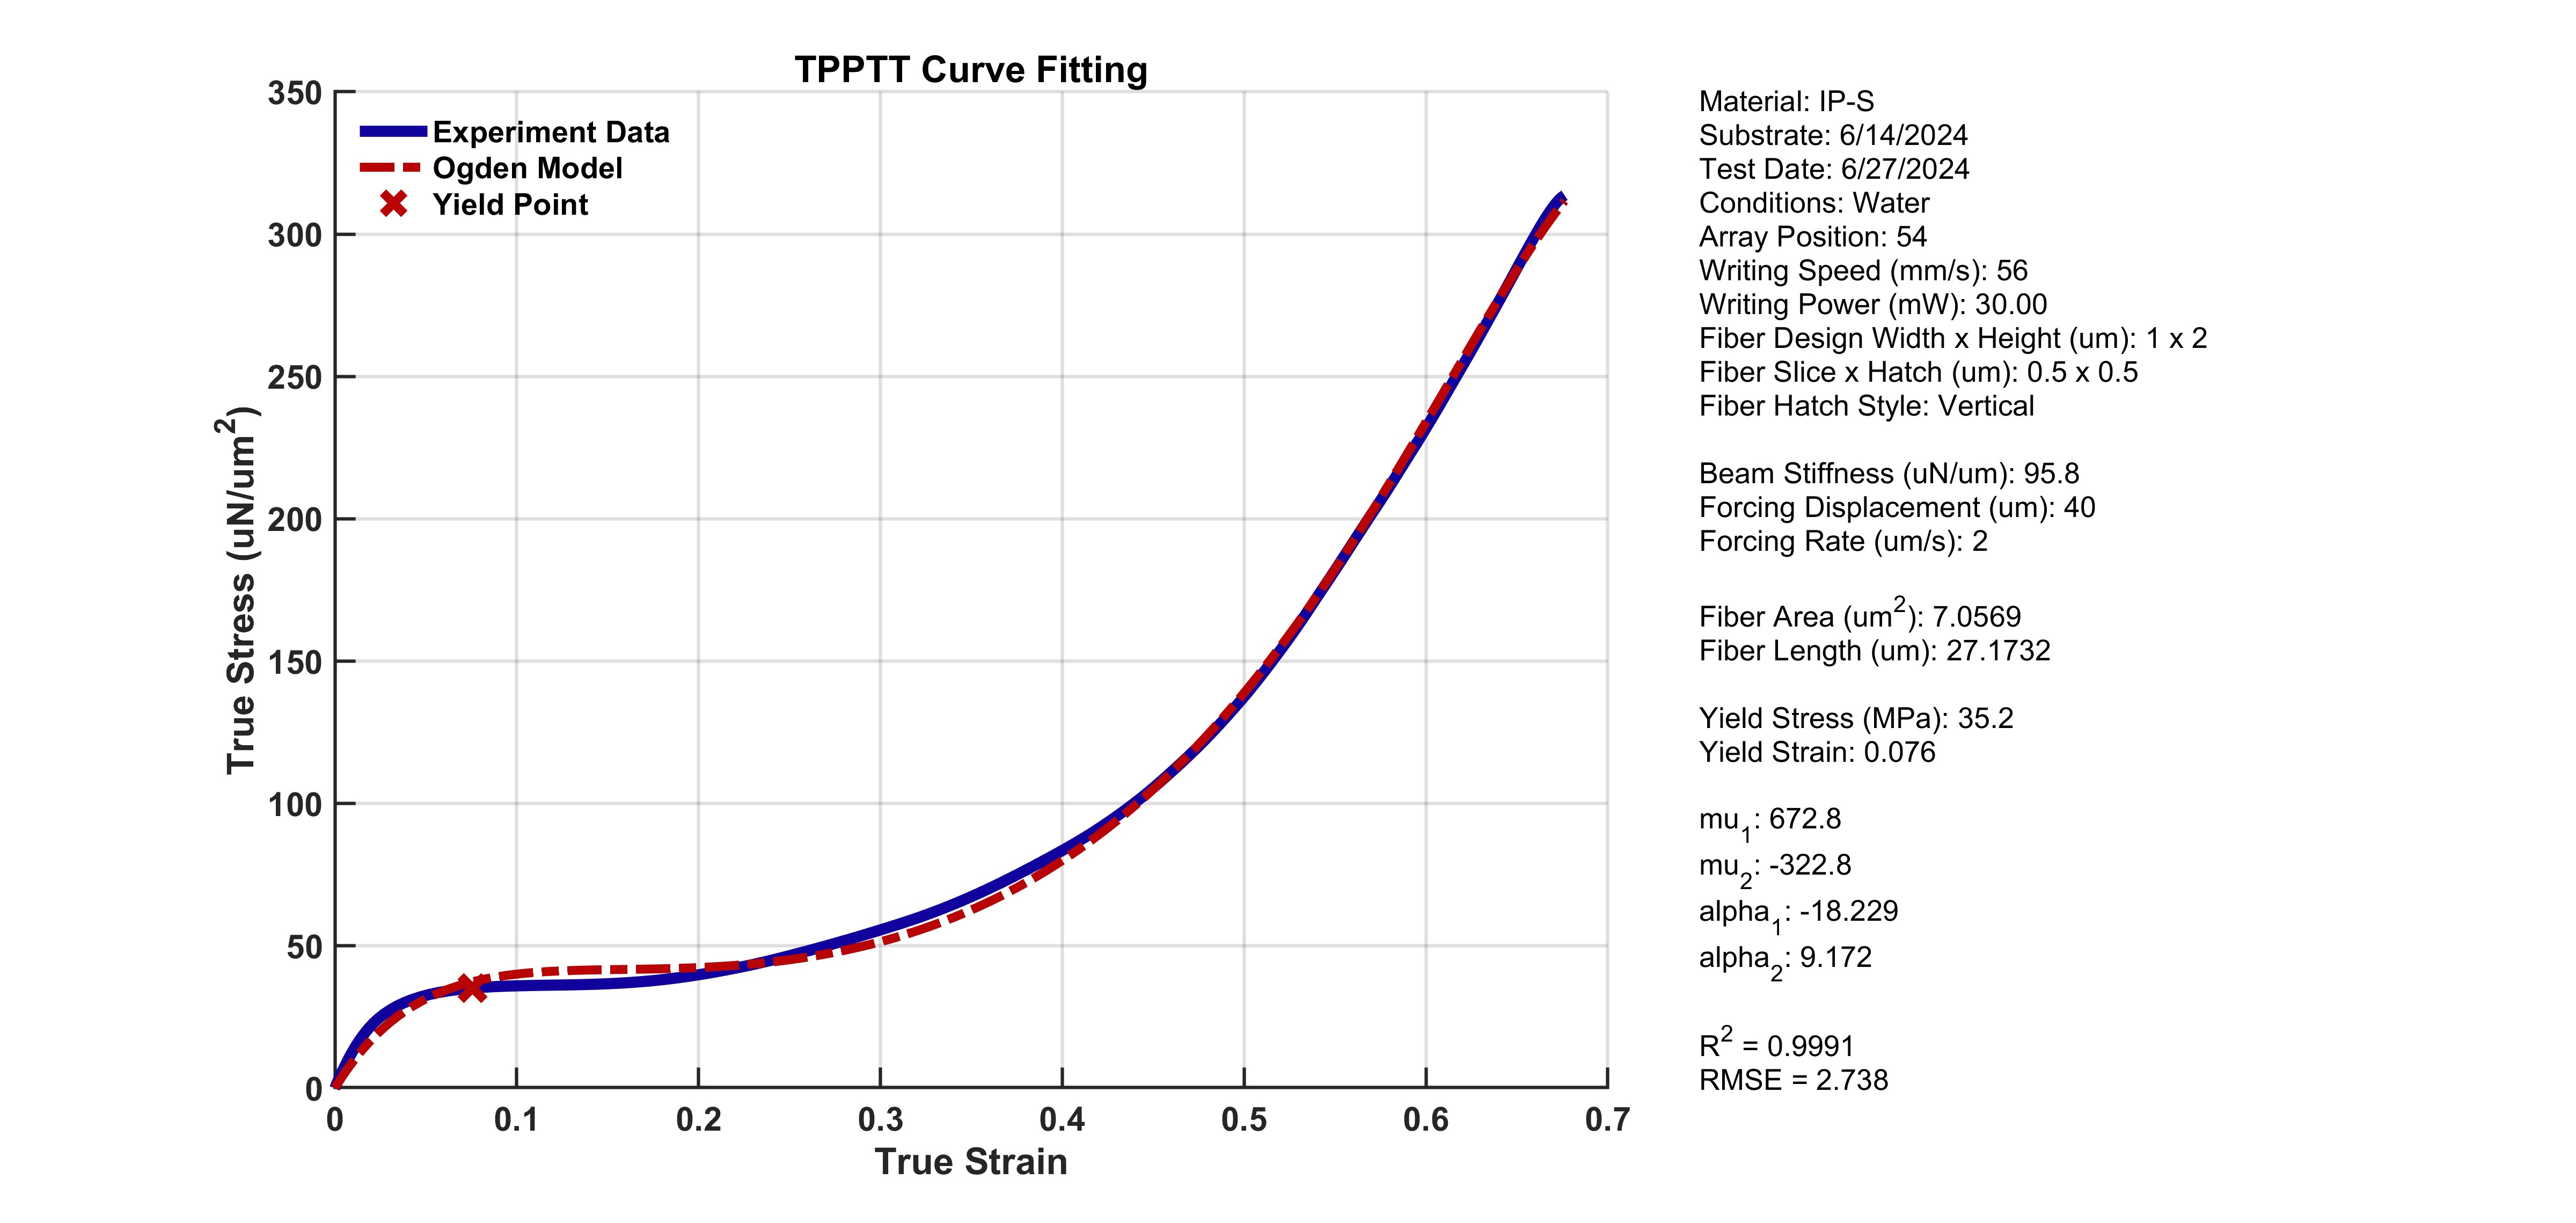 TPPTT Curve Fitting
350
300
250
200
150
100
50
0
True Stress (uN/um²)
Experiment Data
Ogden Model
Yield Point
0 0.1 0.2 0.3 0.4 0.5 0.6 0.7
True Strain
Material: IP-S
Substrate: 6/14/2024
Test Date: 6/27/2024
Conditions: Water
Array Position: 54
Writing Speed (mm/s): 56
Writing Power (mW): 30.00
Fiber Design Width x Height (um): 1 x 2
Fiber Slice x Hatch (um): 0.5 x 0.5
Fiber Hatch Style: Vertical
Beam Stiffness (uN/um): 95.8
Forcing Displacement (um): 40
Forcing Rate (um/s): 2
Fiber Area (um²): 7.0569
Fiber Length (um): 27.1732
Yield Stress (MPa): 35.2
Yield Strain: 0.076
mu₁: 672.8
mu₂: -322.8
alpha₁: -18.229
alpha₂: 9.172
R² = 0.9991
RMSE = 2.738